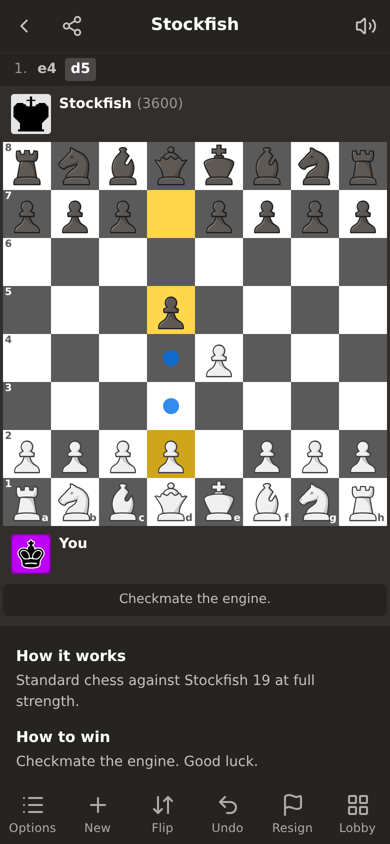 Stockfish
1. e4 d5
Stockfish (3600)
8
7
6
5
4
3
2
1 a b c d e f g h
You
Checkmate the engine.
How it works
Standard chess against Stockfish 19 at full
strength.
How to win
Checkmate the engine. Good luck.
Options New Flip Undo Resign Lobby